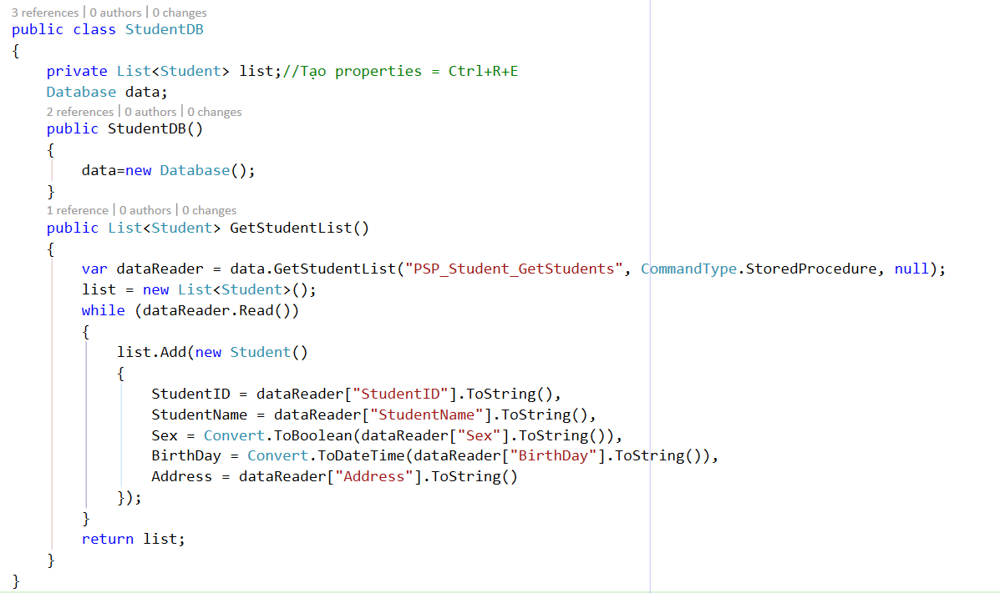 3 references | 0 authors | 0 changes
public class StudentDB
{
    private List<Student> list;//Tạo properties = Ctrl+R+E
    Database data;
    2 references | 0 authors | 0 changes
    public StudentDB()
    {
        data=new Database();
    }
    1 reference | 0 authors | 0 changes
    public List<Student> GetStudentList()
    {
        var dataReader = data.GetStudentList("PSP_Student_GetStudents", CommandType.StoredProcedure, null);
        list = new List<Student>();
        while (dataReader.Read())
        {
            list.Add(new Student()
            {
                StudentID = dataReader["StudentID"].ToString(),
                StudentName = dataReader["StudentName"].ToString(),
                Sex = Convert.ToBoolean(dataReader["Sex"].ToString()),
                BirthDay = Convert.ToDateTime(dataReader["BirthDay"].ToString()),
                Address = dataReader["Address"].ToString()
            });
        }
        return list;
    }
}